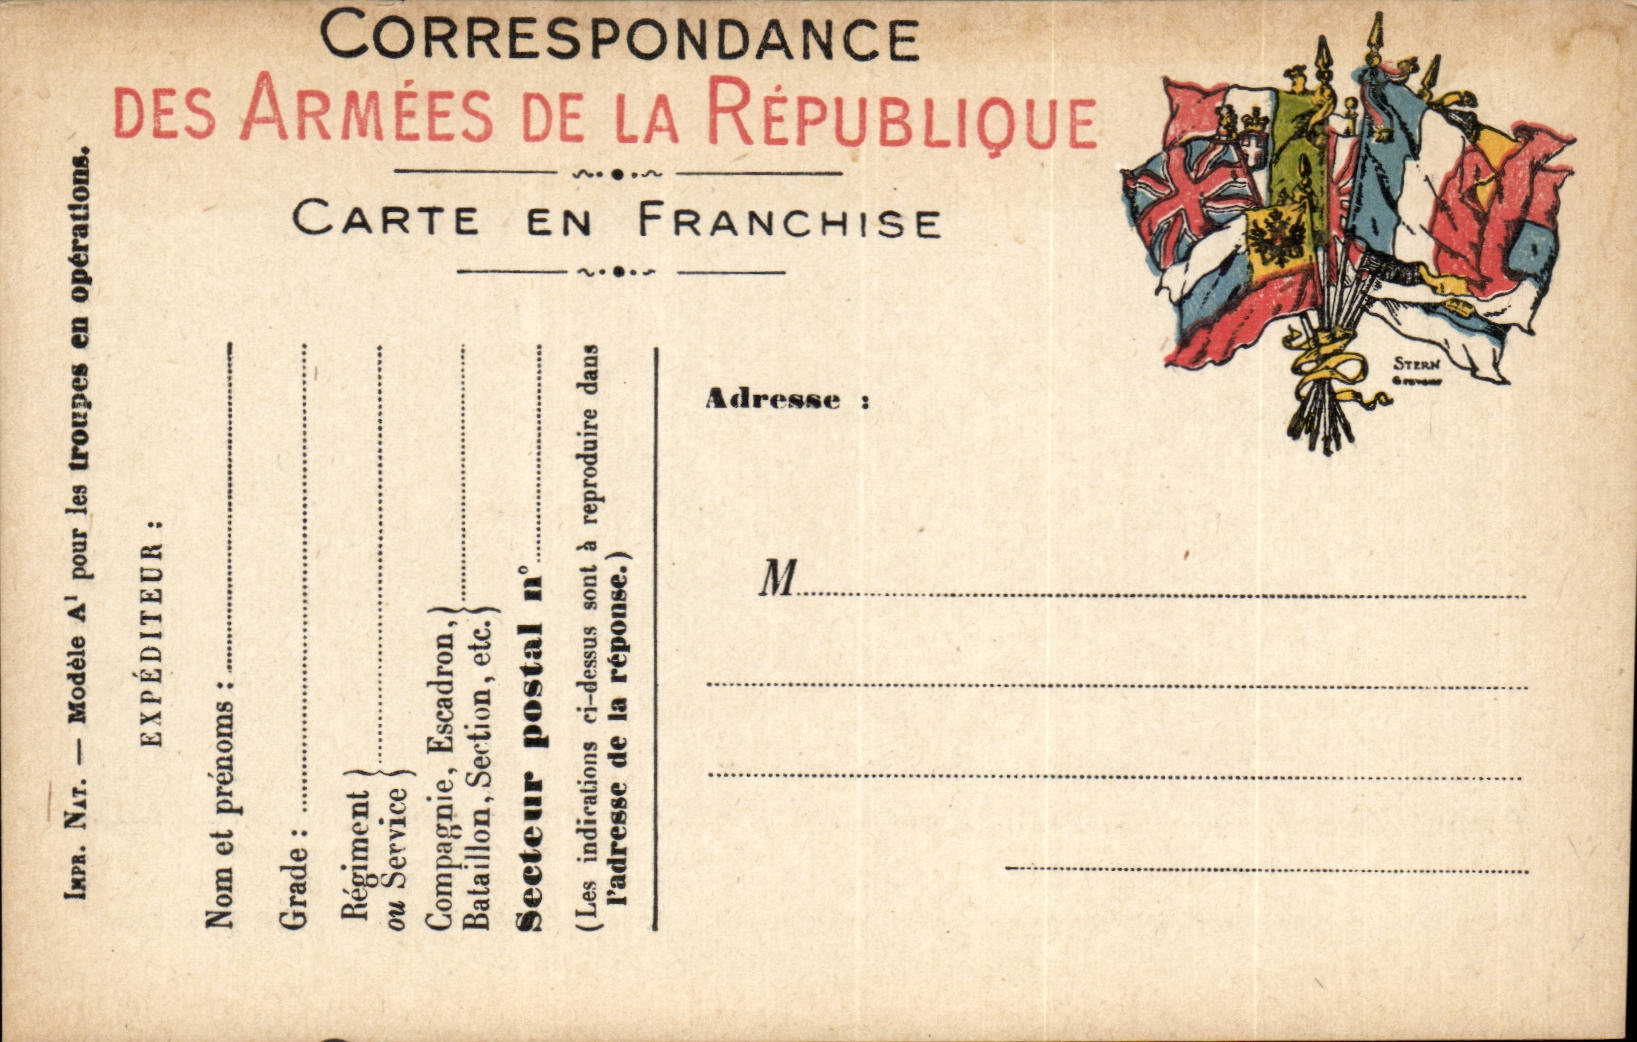 CORRESPONDANCE
DES ARMÉES DE LA RÉPUBLIQUE
CARTE EN FRANCHISE
IMPR. NAT. — Modèle A¹ pour les troupes en opérations.
EXPÉDITEUR :
Nom et prénoms :
Grade :
Régiment }
ou Service }
Compagnie, Escadron, }
Bataillon, Section, etc. }
Secteur postal n°
(Les indications ci-dessus sont à reproduire dans
l'adresse de la réponse.)
STERN
Graveur
Adresse :
M